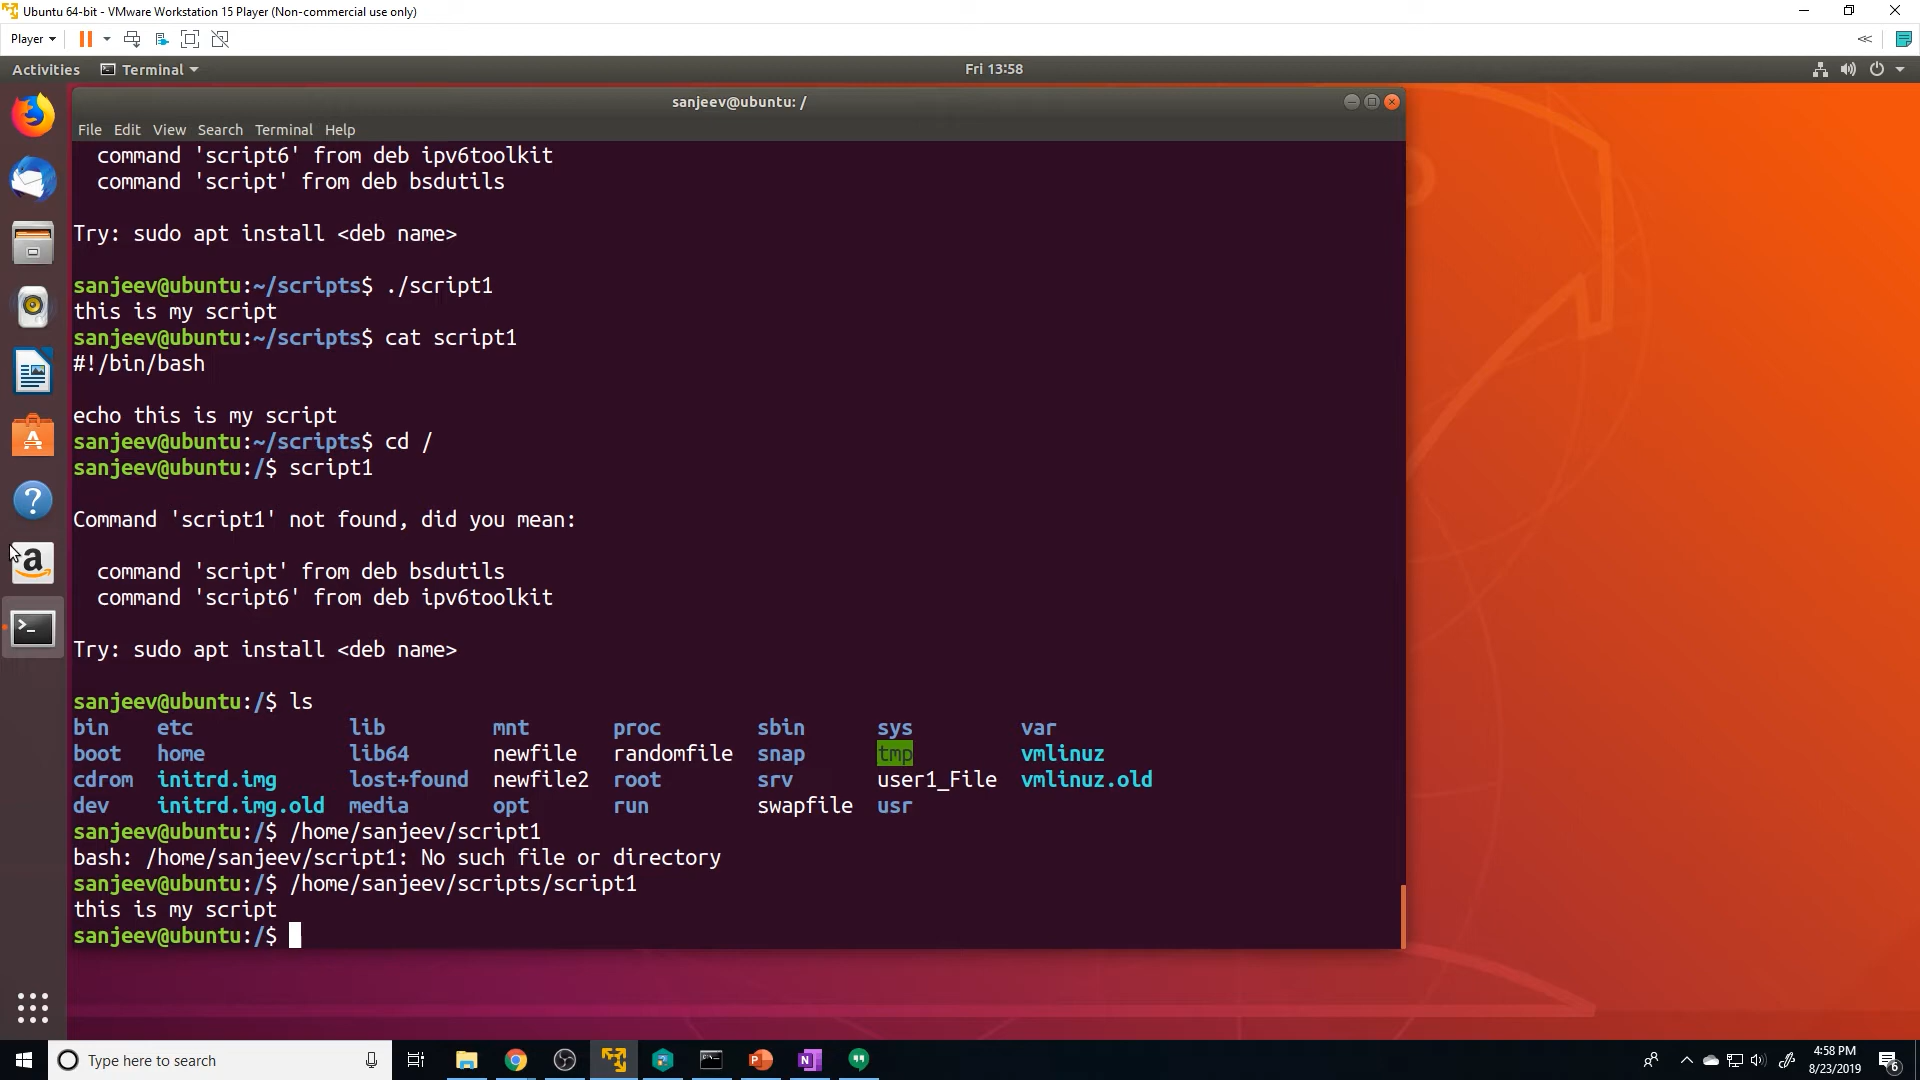 Ubuntu 64-bit - VMware Workstation 15 Player (Non-commercial use only)
Player
Activities Terminal Fri 13:58
sanjeev@ubuntu: /
File Edit View Search Terminal Help
command 'script6' from deb ipv6toolkit
command 'script' from deb bsdutils
Try: sudo apt install <deb name>
sanjeev@ubuntu:~/scripts$ ./script1
this is my script
sanjeev@ubuntu:~/scripts$ cat script1
#!/bin/bash
echo this is my script
sanjeev@ubuntu:~/scripts$ cd /
sanjeev@ubuntu:/$ script1
Command 'script1' not found, did you mean:
command 'script' from deb bsdutils
command 'script6' from deb ipv6toolkit
Try: sudo apt install <deb name>
sanjeev@ubuntu:/$ ls
bin etc lib mnt proc sbin sys var
boot home lib64 newfile randomfile snap tmp vmlinuz
cdrom initrd.img lost+found newfile2 root srv user1_File vmlinuz.old
dev initrd.img.old media opt run swapfile usr
sanjeev@ubuntu:/$ /home/sanjeev/script1
bash: /home/sanjeev/script1: No such file or directory
sanjeev@ubuntu:/$ /home/sanjeev/scripts/script1
this is my script
sanjeev@ubuntu:/$
Type here to search
4:58 PM
8/23/2019
6